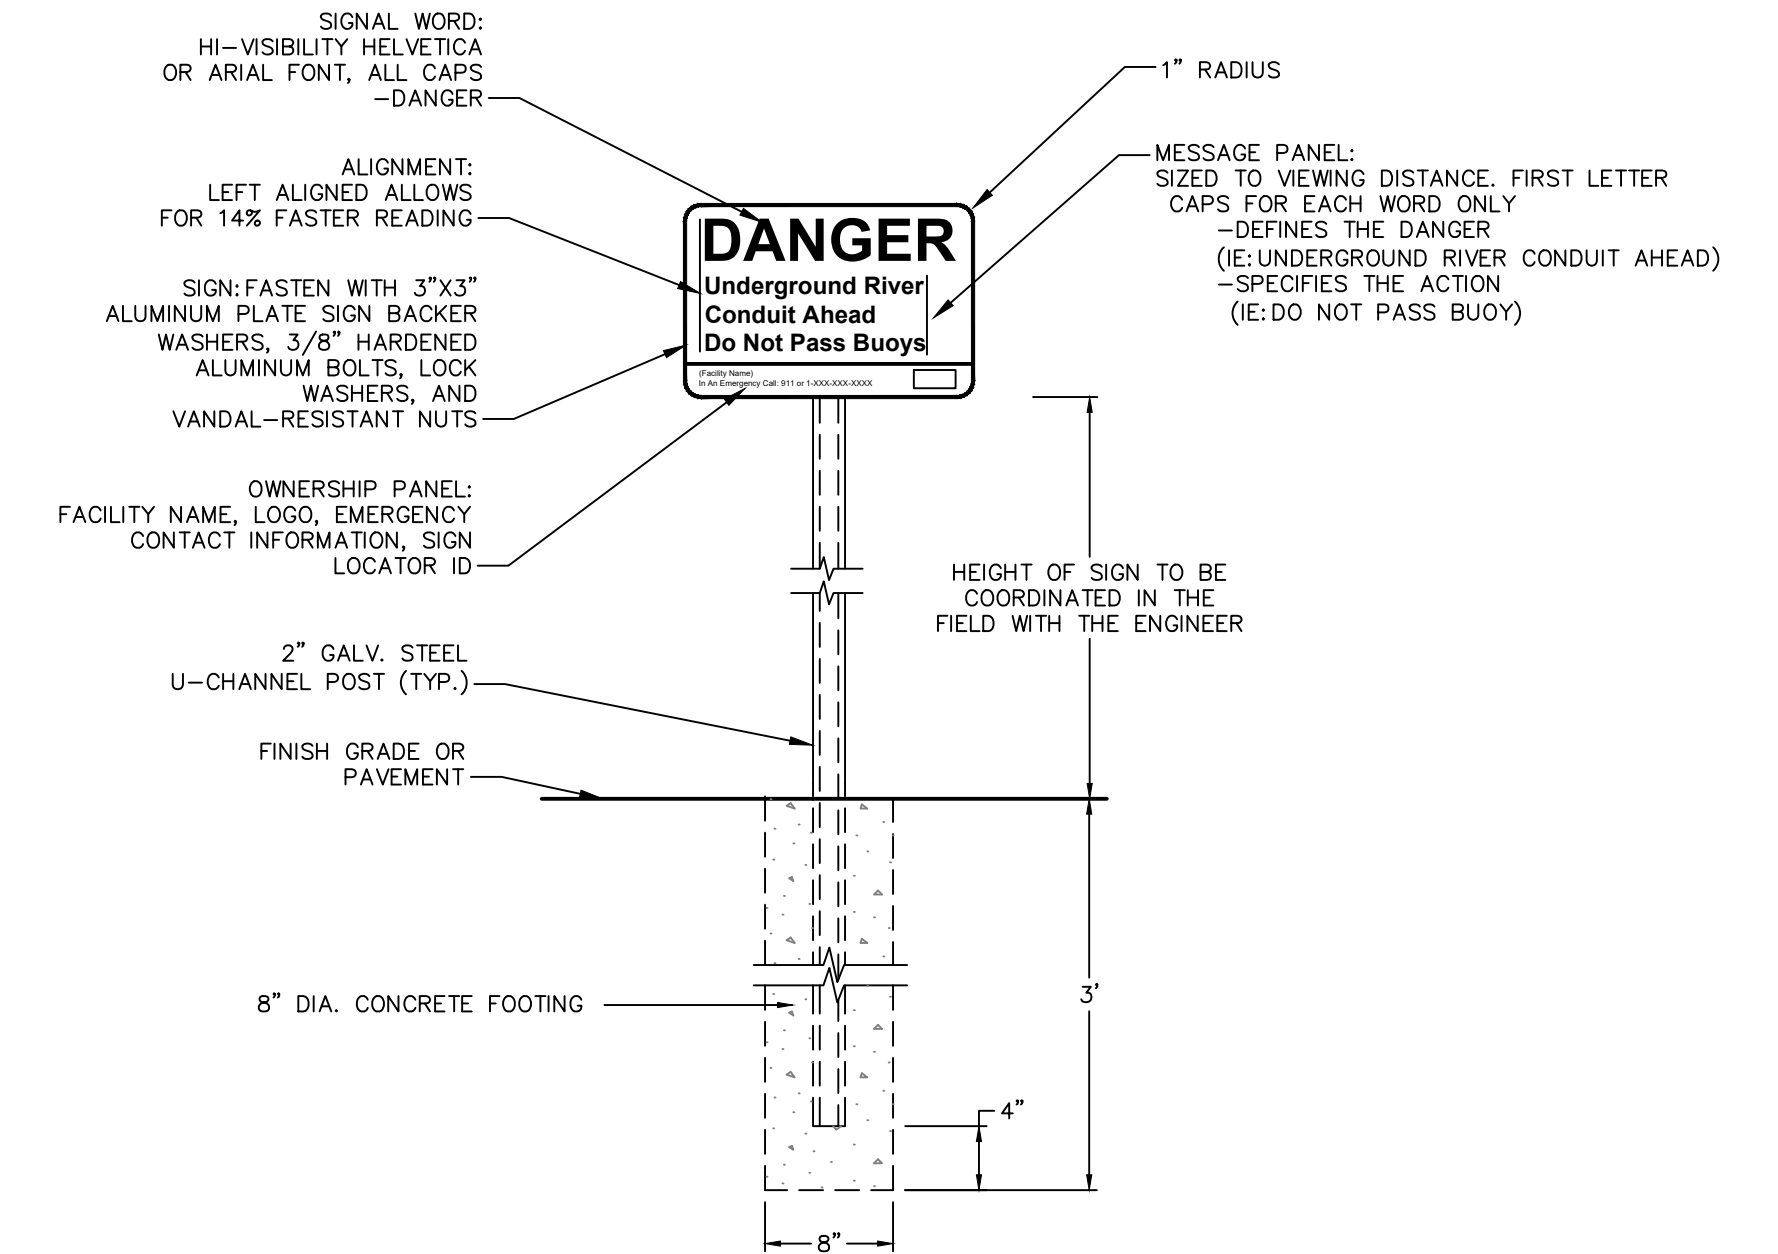 SIGNAL WORD:
HI-VISIBILITY HELVETICA
OR ARIAL FONT, ALL CAPS
-DANGER
ALIGNMENT:
LEFT ALIGNED ALLOWS
FOR 14% FASTER READING
SIGN: FASTEN WITH 3"X3"
ALUMINUM PLATE SIGN BACKER
WASHERS, 3/8" HARDENED
ALUMINUM BOLTS, LOCK
WASHERS, AND
VANDAL-RESISTANT NUTS
OWNERSHIP PANEL:
FACILITY NAME, LOGO, EMERGENCY
CONTACT INFORMATION, SIGN
LOCATOR ID
2" GALV. STEEL
U-CHANNEL POST (TYP.)
FINISH GRADE OR
PAVEMENT
8" DIA. CONCRETE FOOTING
DANGER
Underground River
Conduit Ahead
Do Not Pass Buoys
(Facility Name)
In An Emergency Call: 911 or 1-XXX-XXX-XXXX
1" RADIUS
MESSAGE PANEL:
SIZED TO VIEWING DISTANCE. FIRST LETTER
CAPS FOR EACH WORD ONLY
-DEFINES THE DANGER
(IE: UNDERGROUND RIVER CONDUIT AHEAD)
-SPECIFIES THE ACTION
(IE: DO NOT PASS BUOY)
HEIGHT OF SIGN TO BE
COORDINATED IN THE
FIELD WITH THE ENGINEER
3'
4"
8"